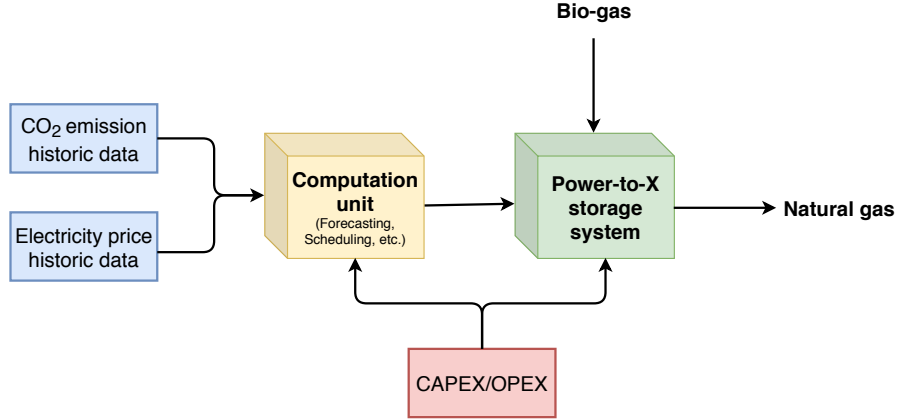 Bio-gas
CO₂ emission
historic data
Electricity price
historic data
Computation
unit
(Forecasting,
Scheduling, etc.)
Power-to-X
storage
system
Natural gas
CAPEX/OPEX